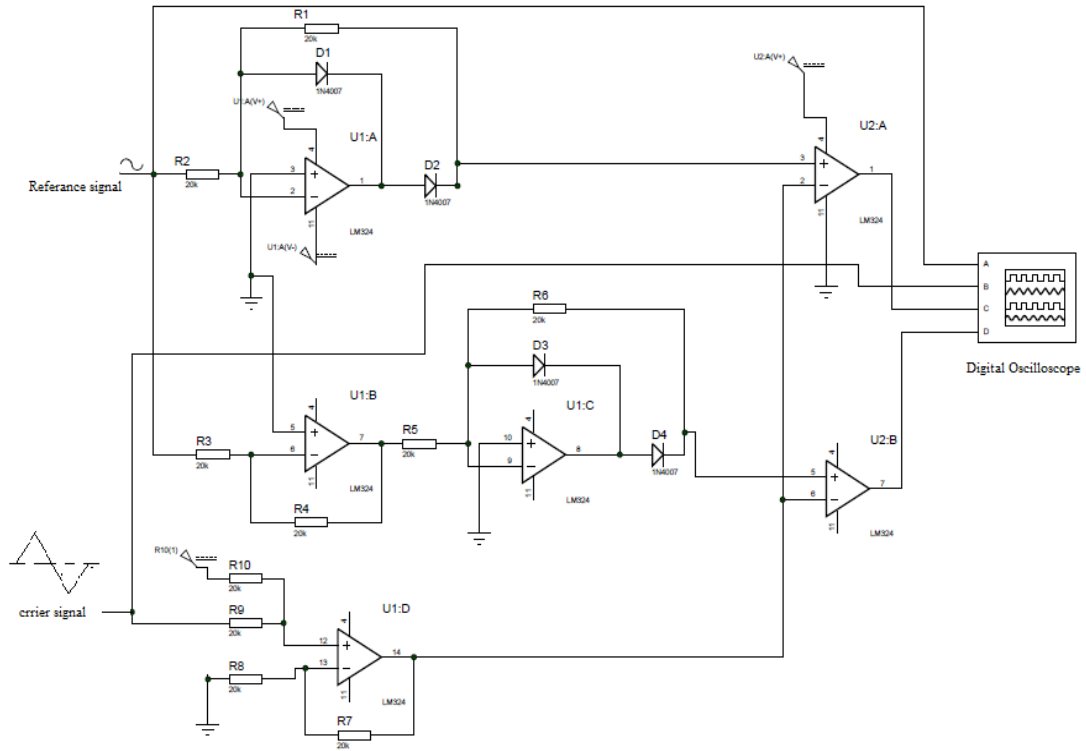 R1
20k
D1
1N4007
U1:A(V+)
U1:A
4
3
2
1
11
LM324
U1:A(V-)
R2
20k
Referance signal
D2
1N4007
U2:A(V+)
U2:A
4
3
2
1
11
LM324
A
B
C
D
Digital Oscilloscope
R6
20k
D3
1N4007
U1:B
4
5
6
7
11
LM324
R3
20k
R4
20k
R5
20k
U1:C
4
10
9
8
11
LM324
D4
1N4007
U2:B
4
5
6
7
11
LM324
crrier signal
R10(1)
R10
20k
R9
20k
R8
20k
U1:D
4
12
13
14
11
LM324
R7
20k